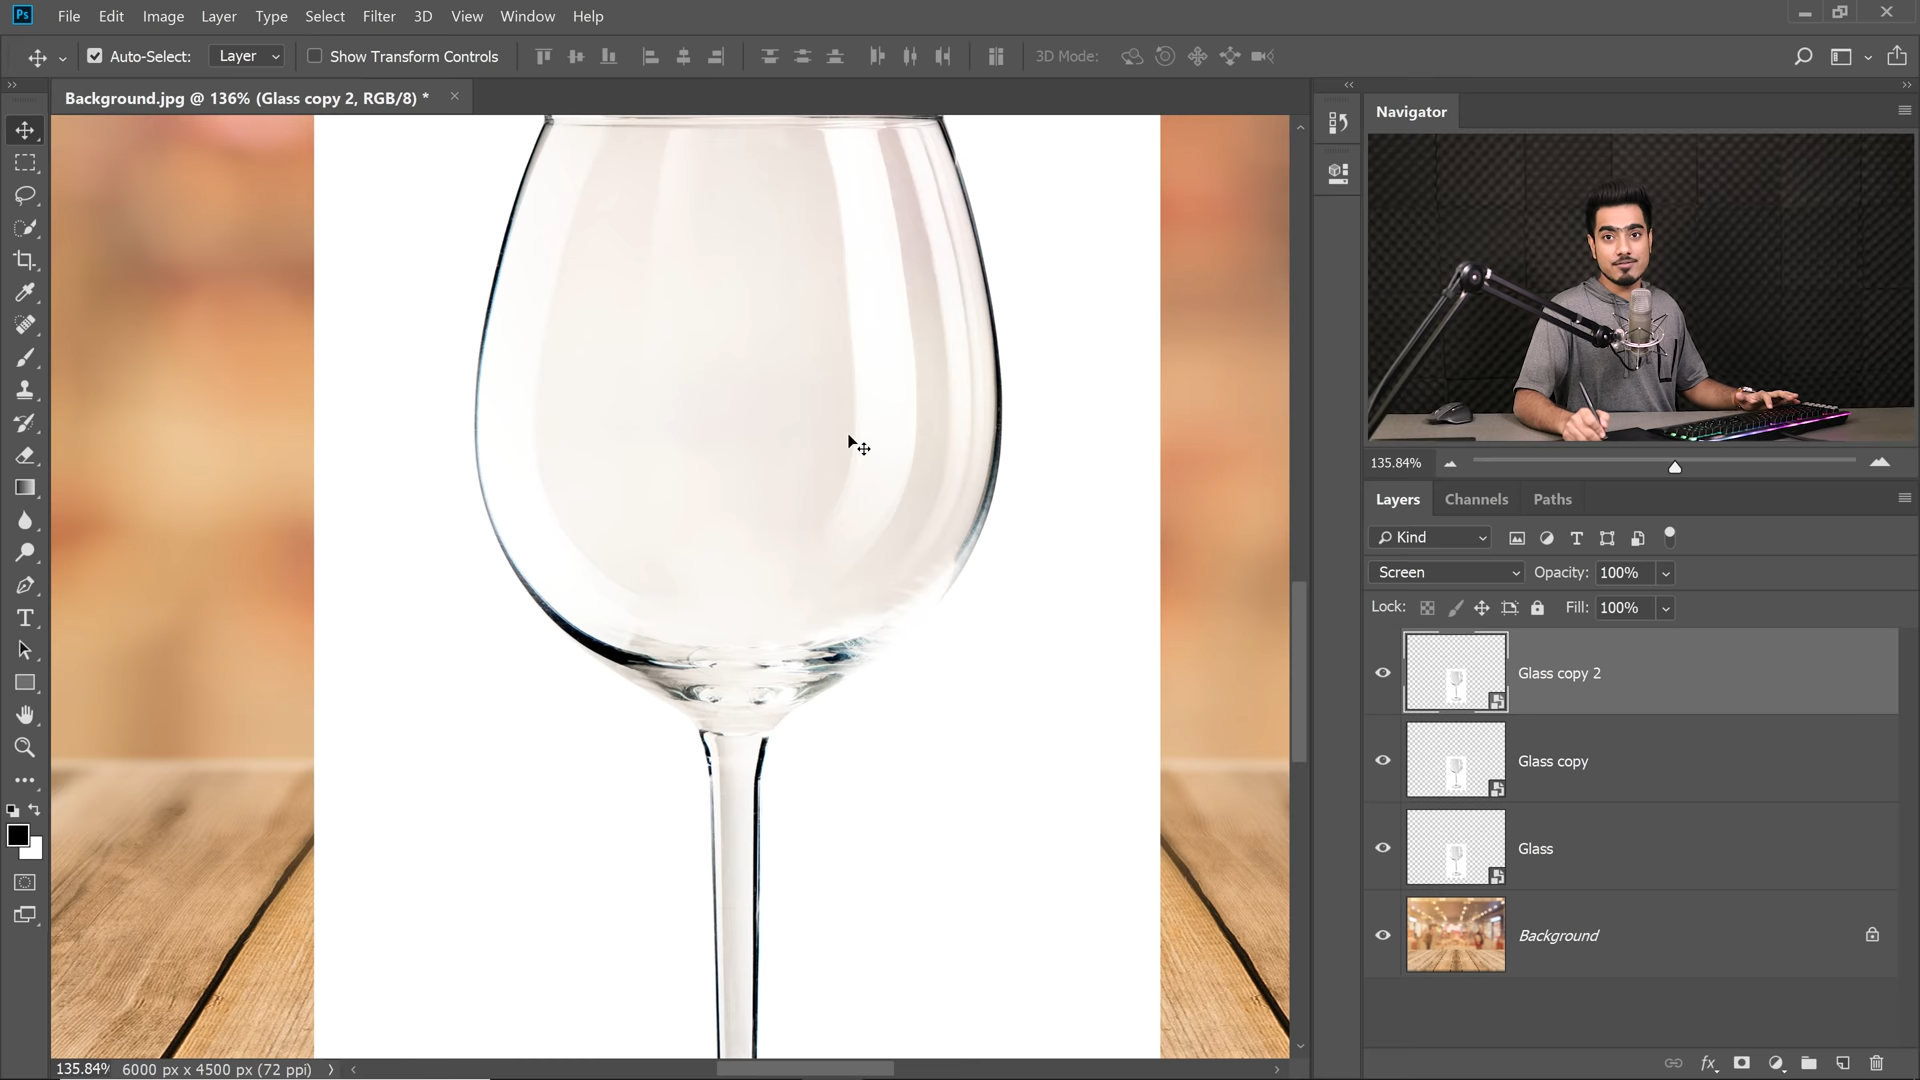 Ps File Edit Image Layer Type Select Filter 3D View Window Help
Auto-Select: Layer Show Transform Controls 3D Mode:
Background.jpg @ 136% (Glass copy 2, RGB/8) *
Navigator
135.84%
Layers Channels Paths
Kind
Screen Opacity: 100%
Lock: Fill: 100%
Glass copy 2
Glass copy
Glass
Background
135.84% 6000 px x 4500 px (72 ppi)